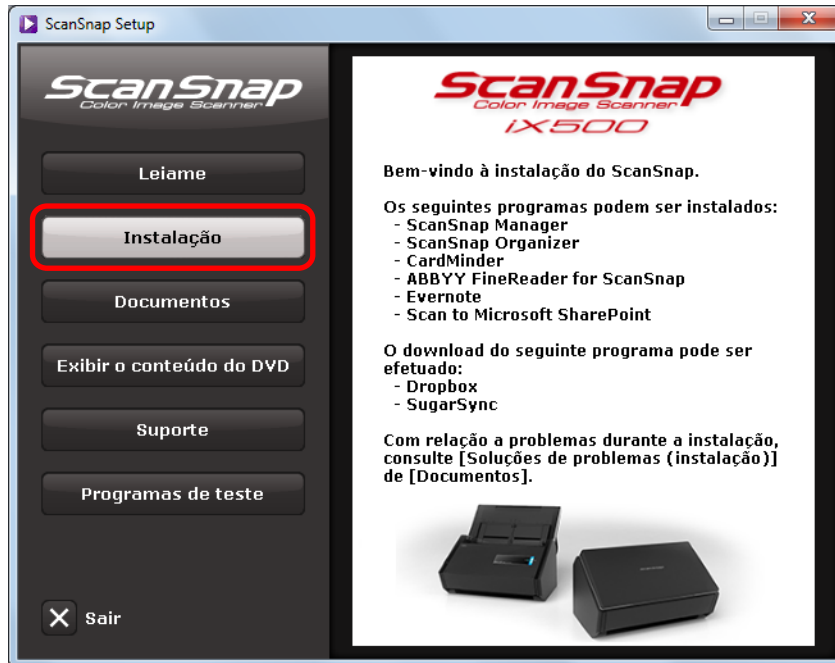 ScanSnap Setup
ScanSnap
Color Image Scanner
Leiame
Instalação
Documentos
Exibir o conteúdo do DVD
Suporte
Programas de teste
Sair
ScanSnap
Color Image Scanner
iX500
Bem-vindo à instalação do ScanSnap.
Os seguintes programas podem ser instalados:
- ScanSnap Manager
- ScanSnap Organizer
- CardMinder
- ABBYY FineReader for ScanSnap
- Evernote
- Scan to Microsoft SharePoint
O download do seguinte programa pode ser
efetuado:
- Dropbox
- SugarSync
Com relação a problemas durante a instalação,
consulte [Soluções de problemas (instalação)]
de [Documentos].